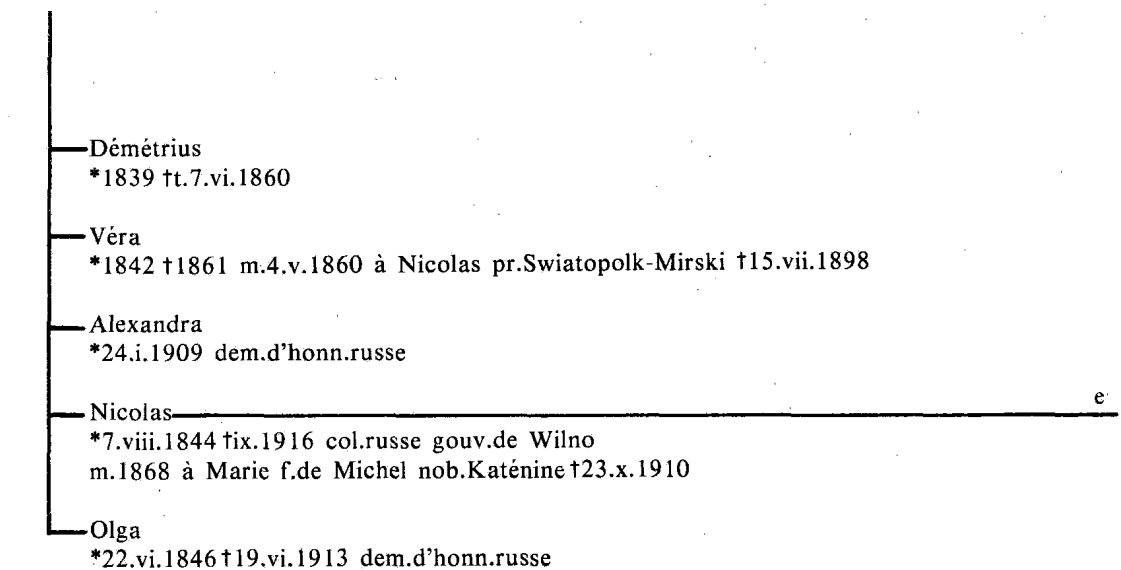 Démétrius
*1839 †t.7.vi.1860
Véra
*1842 †1861 m.4.v.1860 à Nicolas pr.Swiatopolk-Mirski †15.vii.1898
Alexandra
*24.i.1909 dem.d'honn.russe
Nicolas e
*7.viii.1844 †ix.1916 col.russe gouv.de Wilno
m.1868 à Marie f.de Michel nob.Katénine †23.x.1910
Olga
*22.vi.1846 †19.vi.1913 dem.d'honn.russe